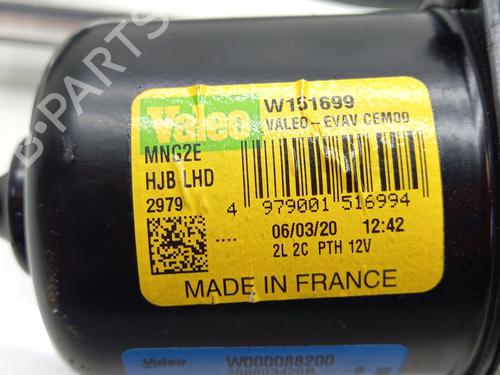 B-Parts
Valeo
W151699
VALEO-EVAV CEM00
MNG2E
HJB LHD
2979
4 979001 516994
.... 06/03/20 12:42
2L 2C PTH 12V
MADE IN FRANCE
Valeo W000088200